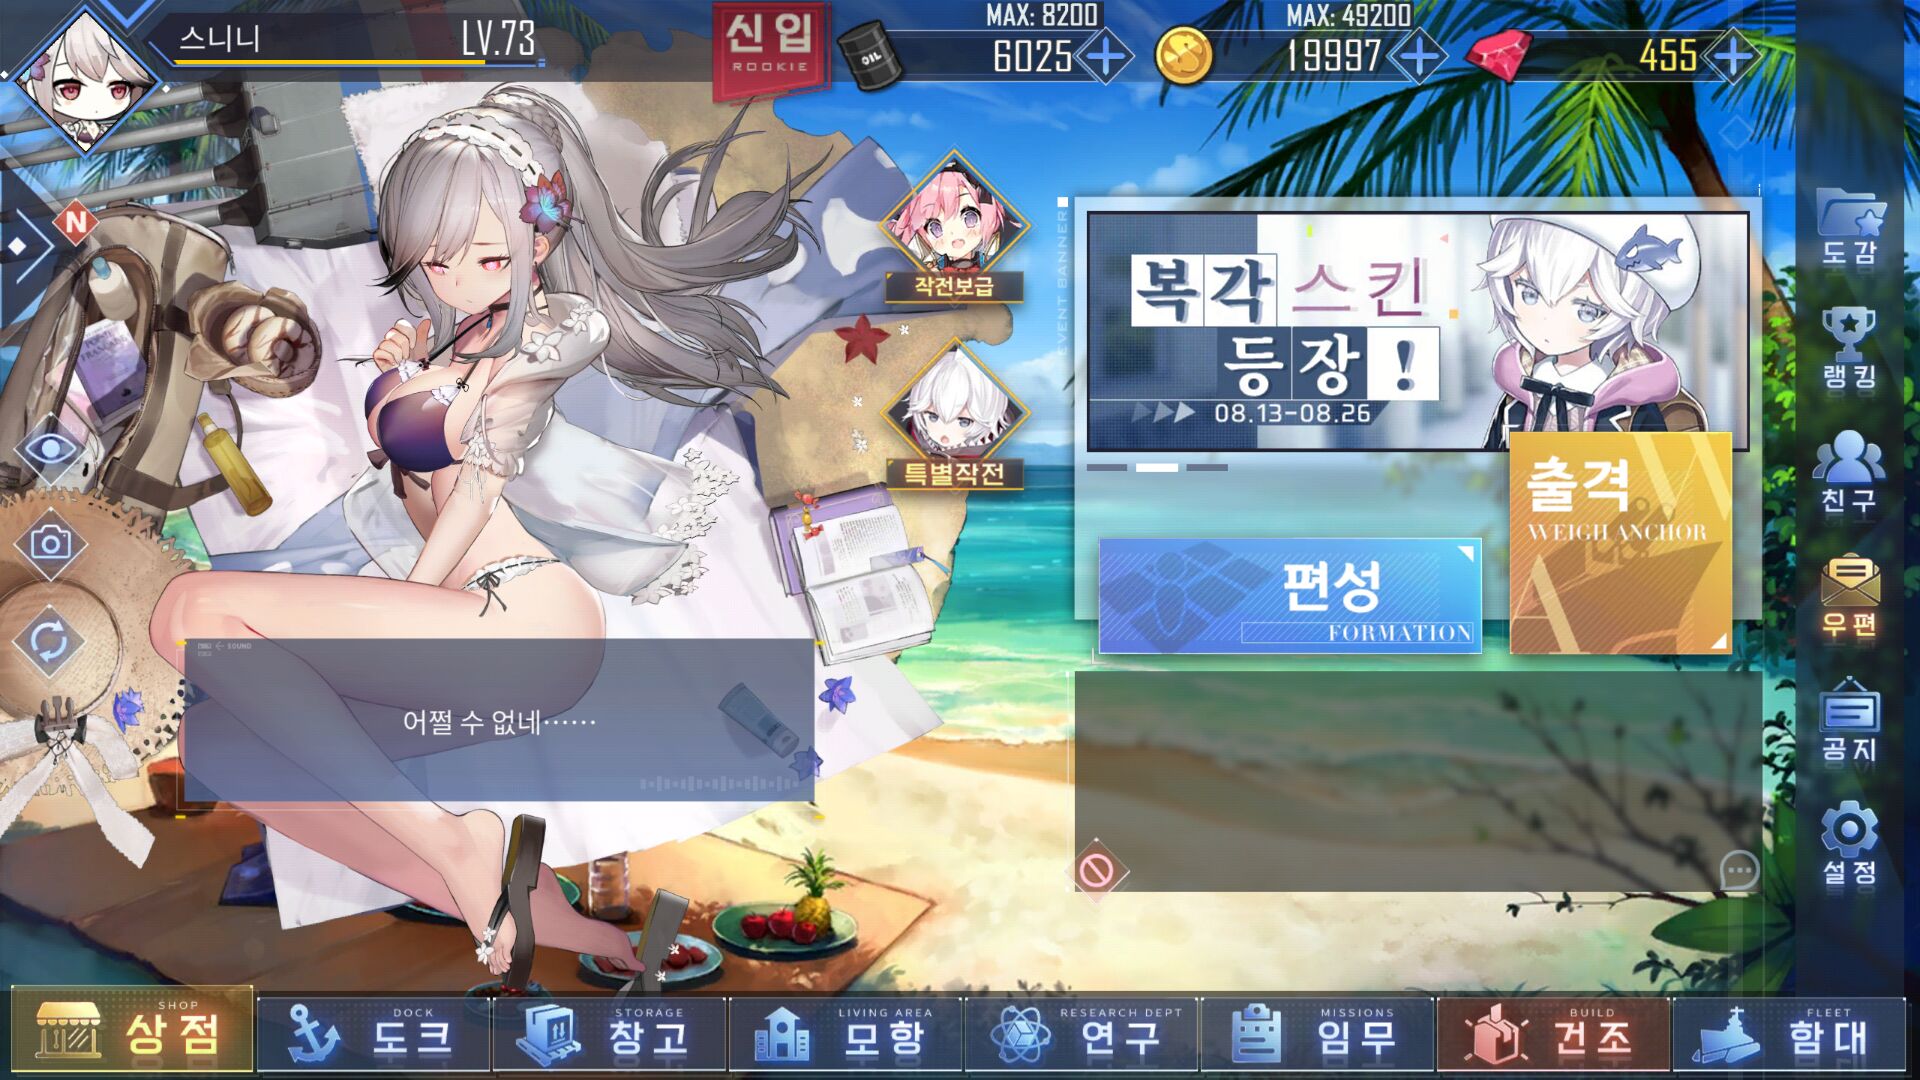 스니니
LV.73
신입
ROOKIE
OIL
MAX: 8200
6025
MAX: 49200
19997
455
N
작전보급
특별작전
EVENT BANNER
복각 스킨
등장!
08.13-08.26
출격
WEIGH ANCHOR
편성
FORMATION
SOUND
어쩔 수 없네……
도감
랭킹
친구
우편
공지
설정
SHOP
상점
DOCK
도크
STORAGE
창고
LIVING AREA
모항
RESEARCH DEPT
연구
MISSIONS
임무
BUILD
건조
FLEET
함대